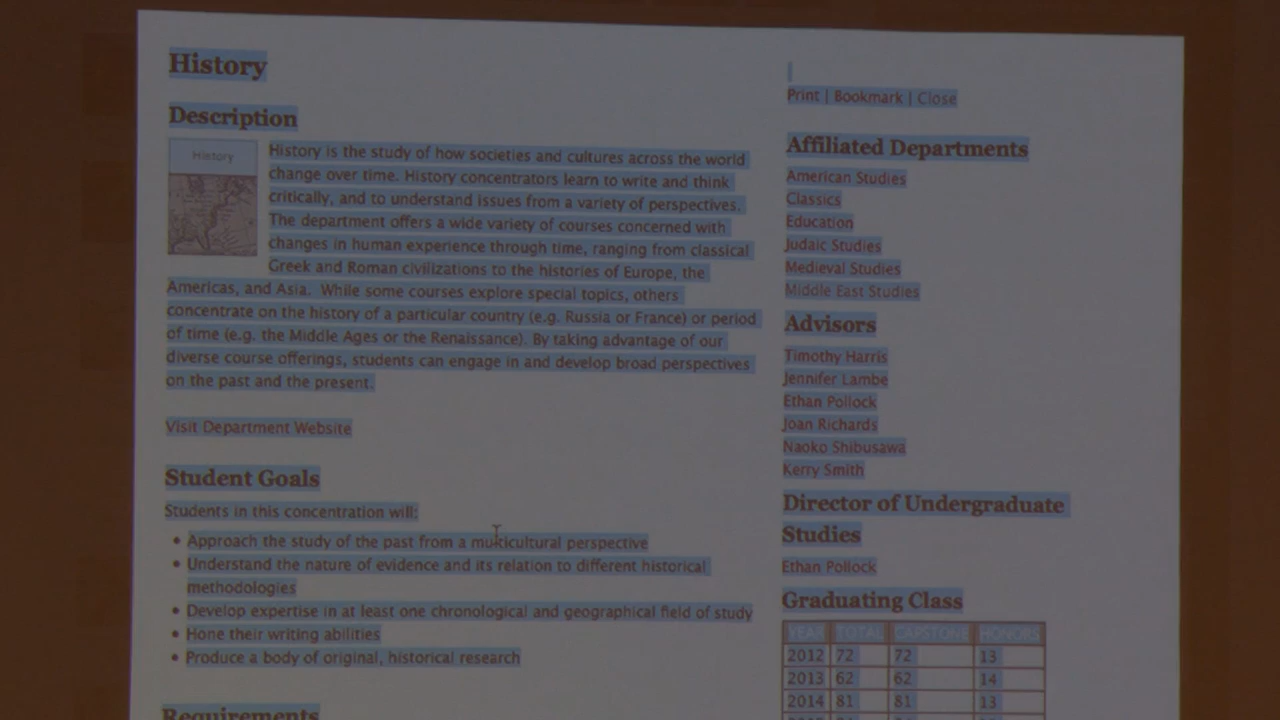 History
Description
History
History is the study of how societies and cultures across the world
change over time. History concentrators learn to write and think
critically, and to understand issues from a variety of perspectives.
The department offers a wide variety of courses concerned with
changes in human experience through time, ranging from classical
Greek and Roman civilizations to the histories of Europe, the
Americas, and Asia. While some courses explore special topics, others
concentrate on the history of a particular country (e.g. Russia or France) or period
of time (e.g. the Middle Ages or the Renaissance). By taking advantage of our
diverse course offerings, students can engage in and develop broad perspectives
on the past and the present.
Visit Department Website
Student Goals
Students in this concentration will:
• Approach the study of the past from a multicultural perspective
• Understand the nature of evidence and its relation to different historical
methodologies
• Develop expertise in at least one chronological and geographical field of study
• Hone their writing abilities
• Produce a body of original, historical research
Requirements
Print | Bookmark | Close
Affiliated Departments
American Studies
Classics
Education
Judaic Studies
Medieval Studies
Middle East Studies
Advisors
Timothy Harris
Jennifer Lambe
Ethan Pollock
Joan Richards
Naoko Shibusawa
Kerry Smith
Director of Undergraduate
Studies
Ethan Pollock
Graduating Class
YEAR TOTAL CAPSTONE HONORS
2012 72 72 13
2013 62 62 14
2014 81 81 13